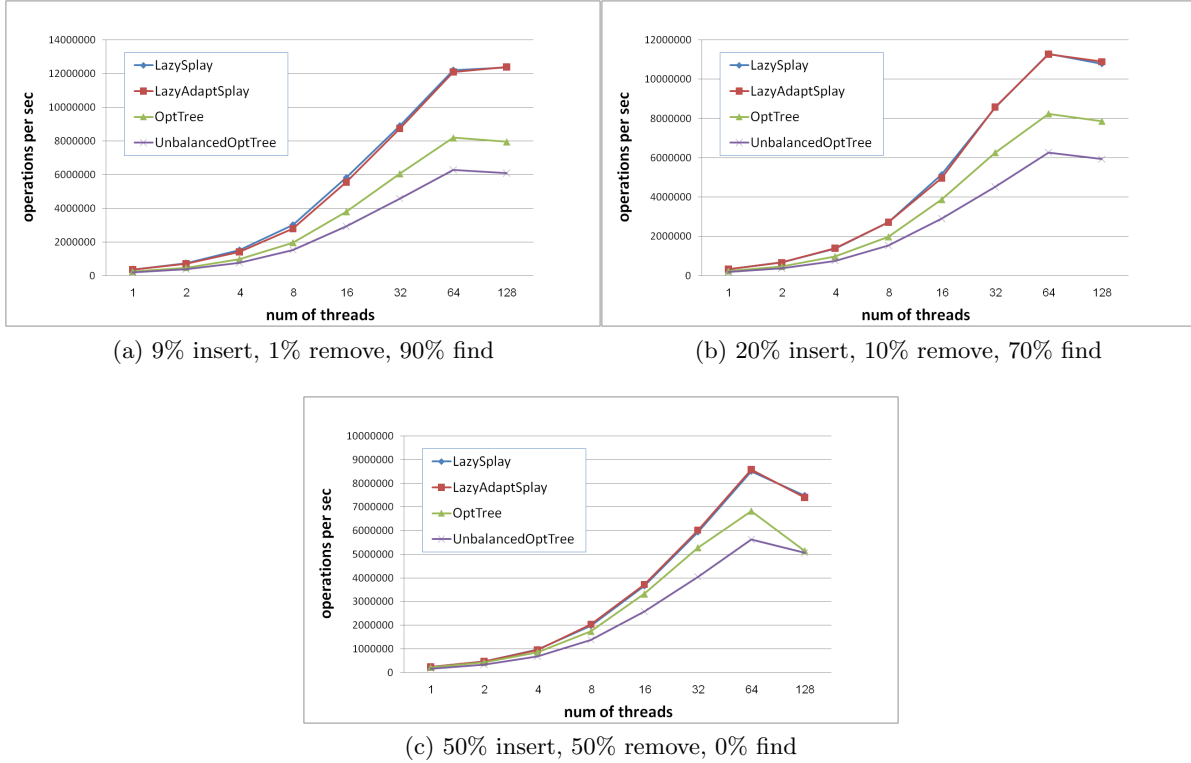 14000000
12000000
10000000
8000000
6000000
4000000
2000000
0
operations per sec
LazySplay
LazyAdaptSplay
OptTree
UnbalancedOptTree
1 2 4 8 16 32 64 128
num of threads
(a) 9% insert, 1% remove, 90% find
12000000
10000000
8000000
6000000
4000000
2000000
0
operations per sec
LazySplay
LazyAdaptSplay
OptTree
UnbalancedOptTree
1 2 4 8 16 32 64 128
num of threads
(b) 20% insert, 10% remove, 70% find
10000000
9000000
8000000
7000000
6000000
5000000
4000000
3000000
2000000
1000000
0
operations per sec
LazySplay
LazyAdaptSplay
OptTree
UnbalancedOptTree
1 2 4 8 16 32 64 128
num of threads
(c) 50% insert, 50% remove, 0% find